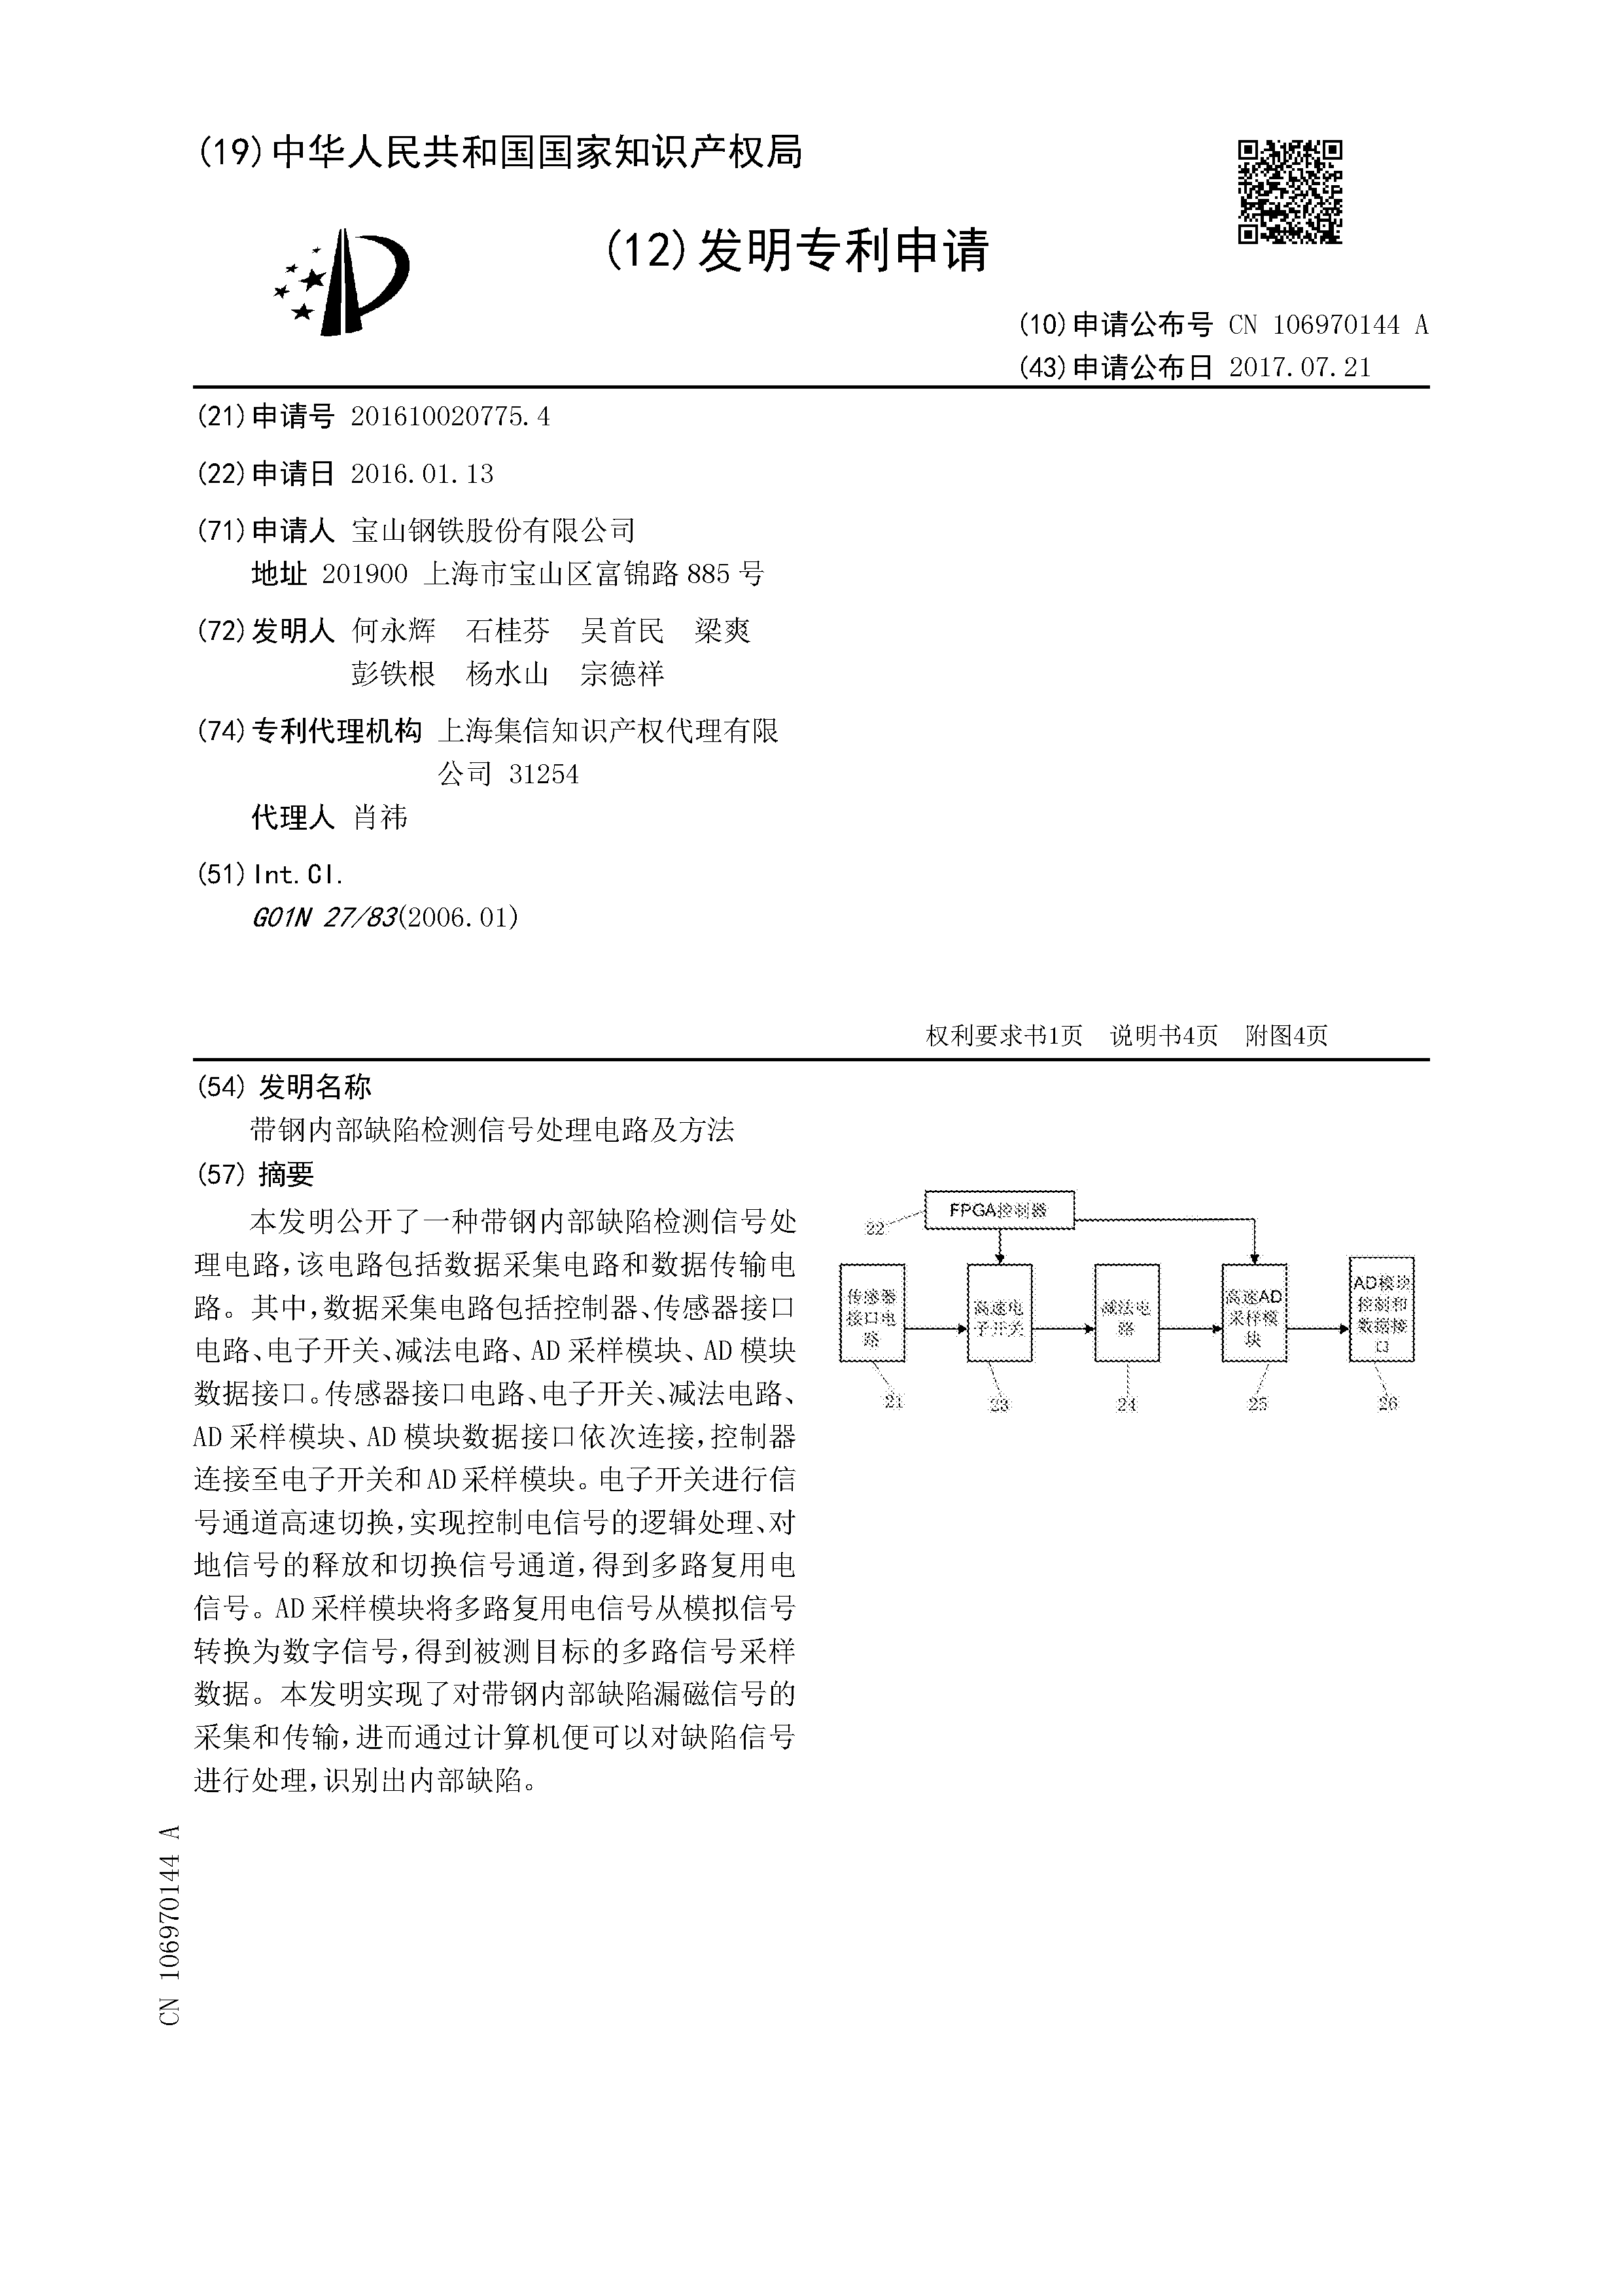 (19)中华人民共和国国家知识产权局
(12)发明专利申请
(10)申请公布号 CN 106970144 A
(43)申请公布日 2017.07.21
(21)申请号 201610020775.4
(22)申请日 2016.01.13
(71)申请人 宝山钢铁股份有限公司
地址 201900 上海市宝山区富锦路885号
(72)发明人 何永辉 石桂芬 吴首民 梁爽
彭铁根 杨水山 宗德祥
(74)专利代理机构 上海集信知识产权代理有限
公司 31254
代理人 肖祎
(51)Int.Cl.
G01N 27/83(2006.01)
权利要求书1页 说明书4页 附图4页
(54)发明名称
带钢内部缺陷检测信号处理电路及方法
(57)摘要
本发明公开了一种带钢内部缺陷检测信号处
理电路,该电路包括数据采集电路和数据传输电
路。其中,数据采集电路包括控制器、传感器接口
电路、电子开关、减法电路、AD采样模块、AD模块
数据接口。传感器接口电路、电子开关、减法电路、
AD采样模块、AD模块数据接口依次连接,控制器
连接至电子开关和AD采样模块。电子开关进行信
号通道高速切换,实现控制电信号的逻辑处理、对
地信号的释放和切换信号通道,得到多路复用电
信号。AD采样模块将多路复用电信号从模拟信号
转换为数字信号,得到被测目标的多路信号采样
数据。本发明实现了对带钢内部缺陷漏磁信号的
采集和传输,进而通过计算机便可以对缺陷信号
进行处理,识别出内部缺陷。
FPGA控制器
22
传感器
接口电
路
高速电
子开关
减法电
路
高速AD
采样模
块
AD模块
控制和
数据接
口
21
23
24
25
26
CN 106970144 A